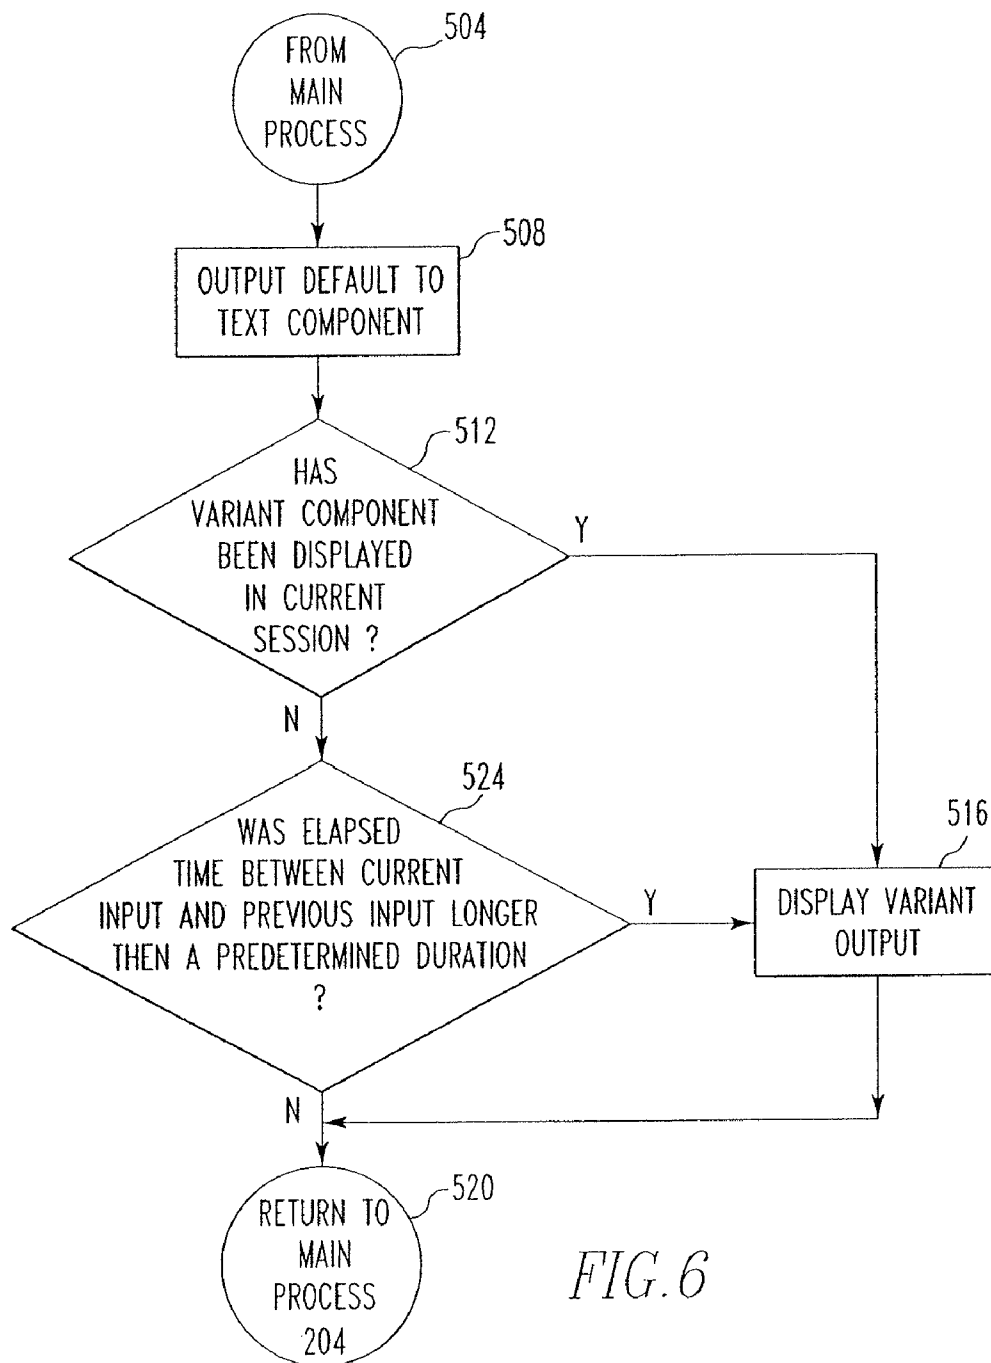 FROM
MAIN
PROCESS
504
OUTPUT DEFAULT TO
TEXT COMPONENT
508
HAS
VARIANT COMPONENT
BEEN DISPLAYED
IN CURRENT
SESSION ?
512
Y
N
WAS ELAPSED
TIME BETWEEN CURRENT
INPUT AND PREVIOUS INPUT LONGER
THEN A PREDETERMINED DURATION
?
524
Y
N
DISPLAY VARIANT
OUTPUT
516
RETURN TO
MAIN
PROCESS
204
520
FIG.6